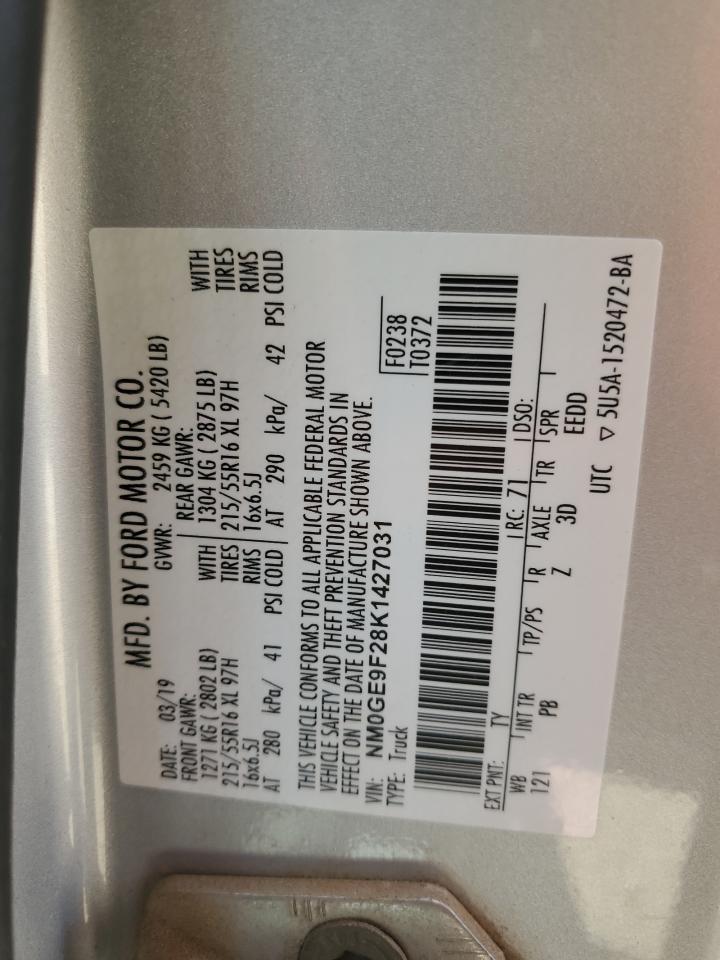 MFD. BY FORD MOTOR CO.
DATE: 03/19 GVWR: 2459 KG ( 5420 LB)
FRONT GAWR: REAR GAWR:
1271 KG ( 2802 LB) WITH 1304 KG ( 2875 LB) WITH
215/55R16 XL 97H TIRES 215/55R16 XL 97H TIRES
16x6.5J RIMS 16x6.5J RIMS
AT 280 kPa/ 41 PSI COLD AT 290 kPa/ 42 PSI COLD
THIS VEHICLE CONFORMS TO ALL APPLICABLE FEDERAL MOTOR
VEHICLE SAFETY AND THEFT PREVENTION STANDARDS IN
EFFECT ON THE DATE OF MANUFACTURE SHOWN ABOVE.
VIN: NM0GE9F28K1427031
TYPE: Truck
F0238
T0372
EXT PNT: TY RC: 71 DSO:
WB INT TR TP/PS R AXLE TR SPR
121 PB Z 3D EEDD
UTC ▽ 5U5A-1520472-BA